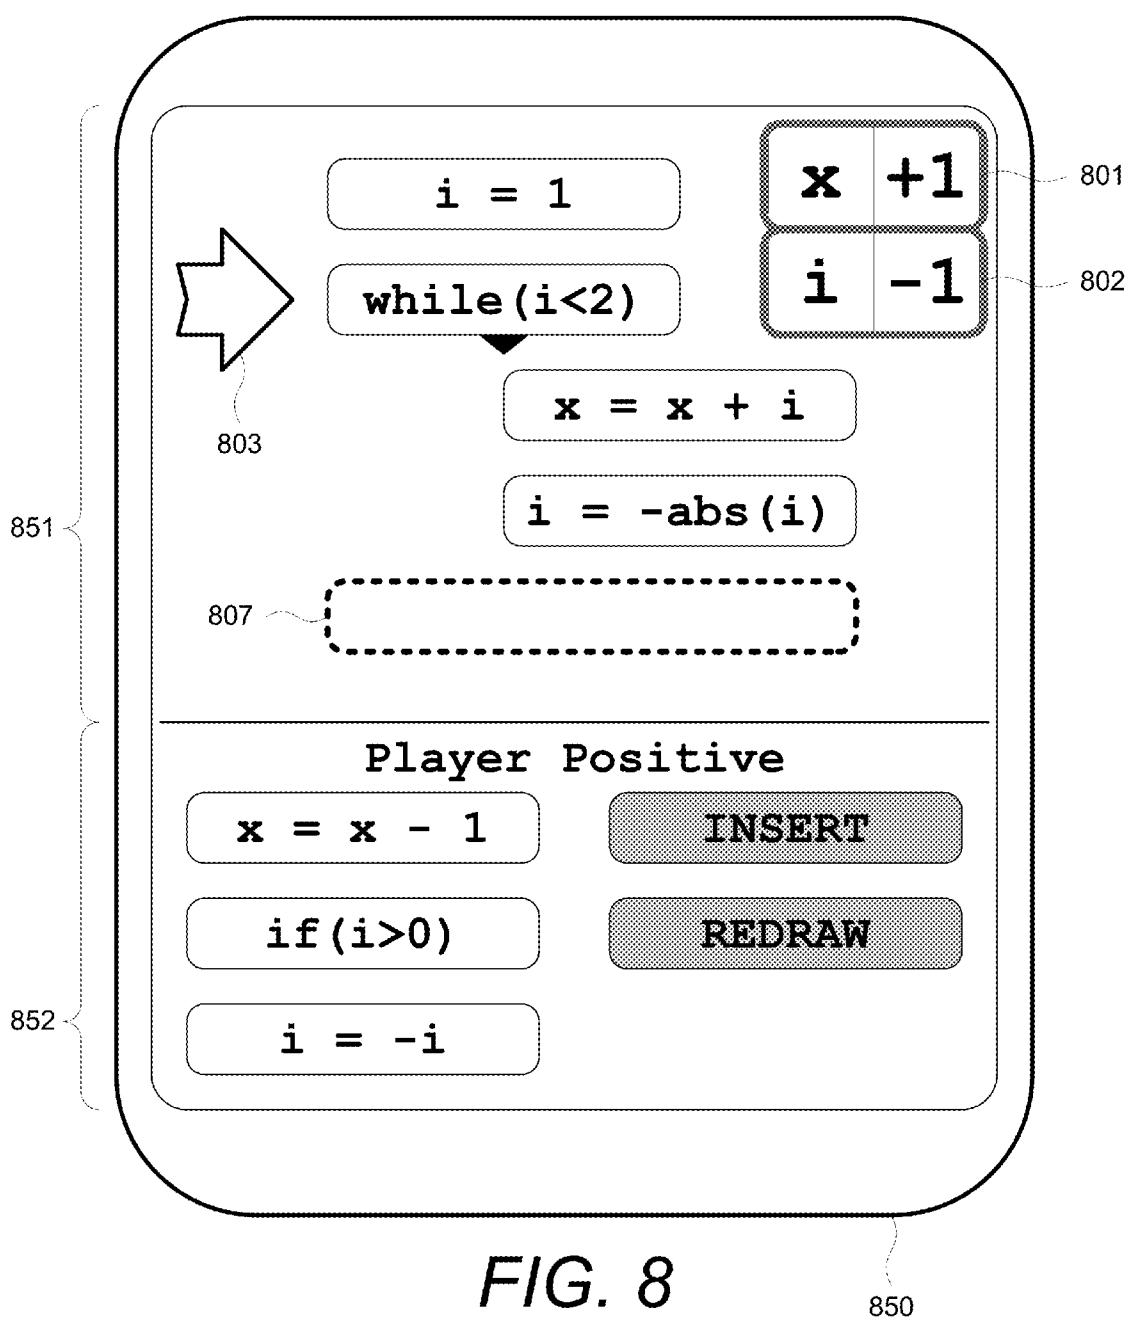 i = 1
x +1
801
while(i<2)
i -1
802
x = x + i
803
i = -abs(i)
851
807
Player Positive
x = x - 1
INSERT
if(i>0)
REDRAW
852
i = -i
FIG. 8
850